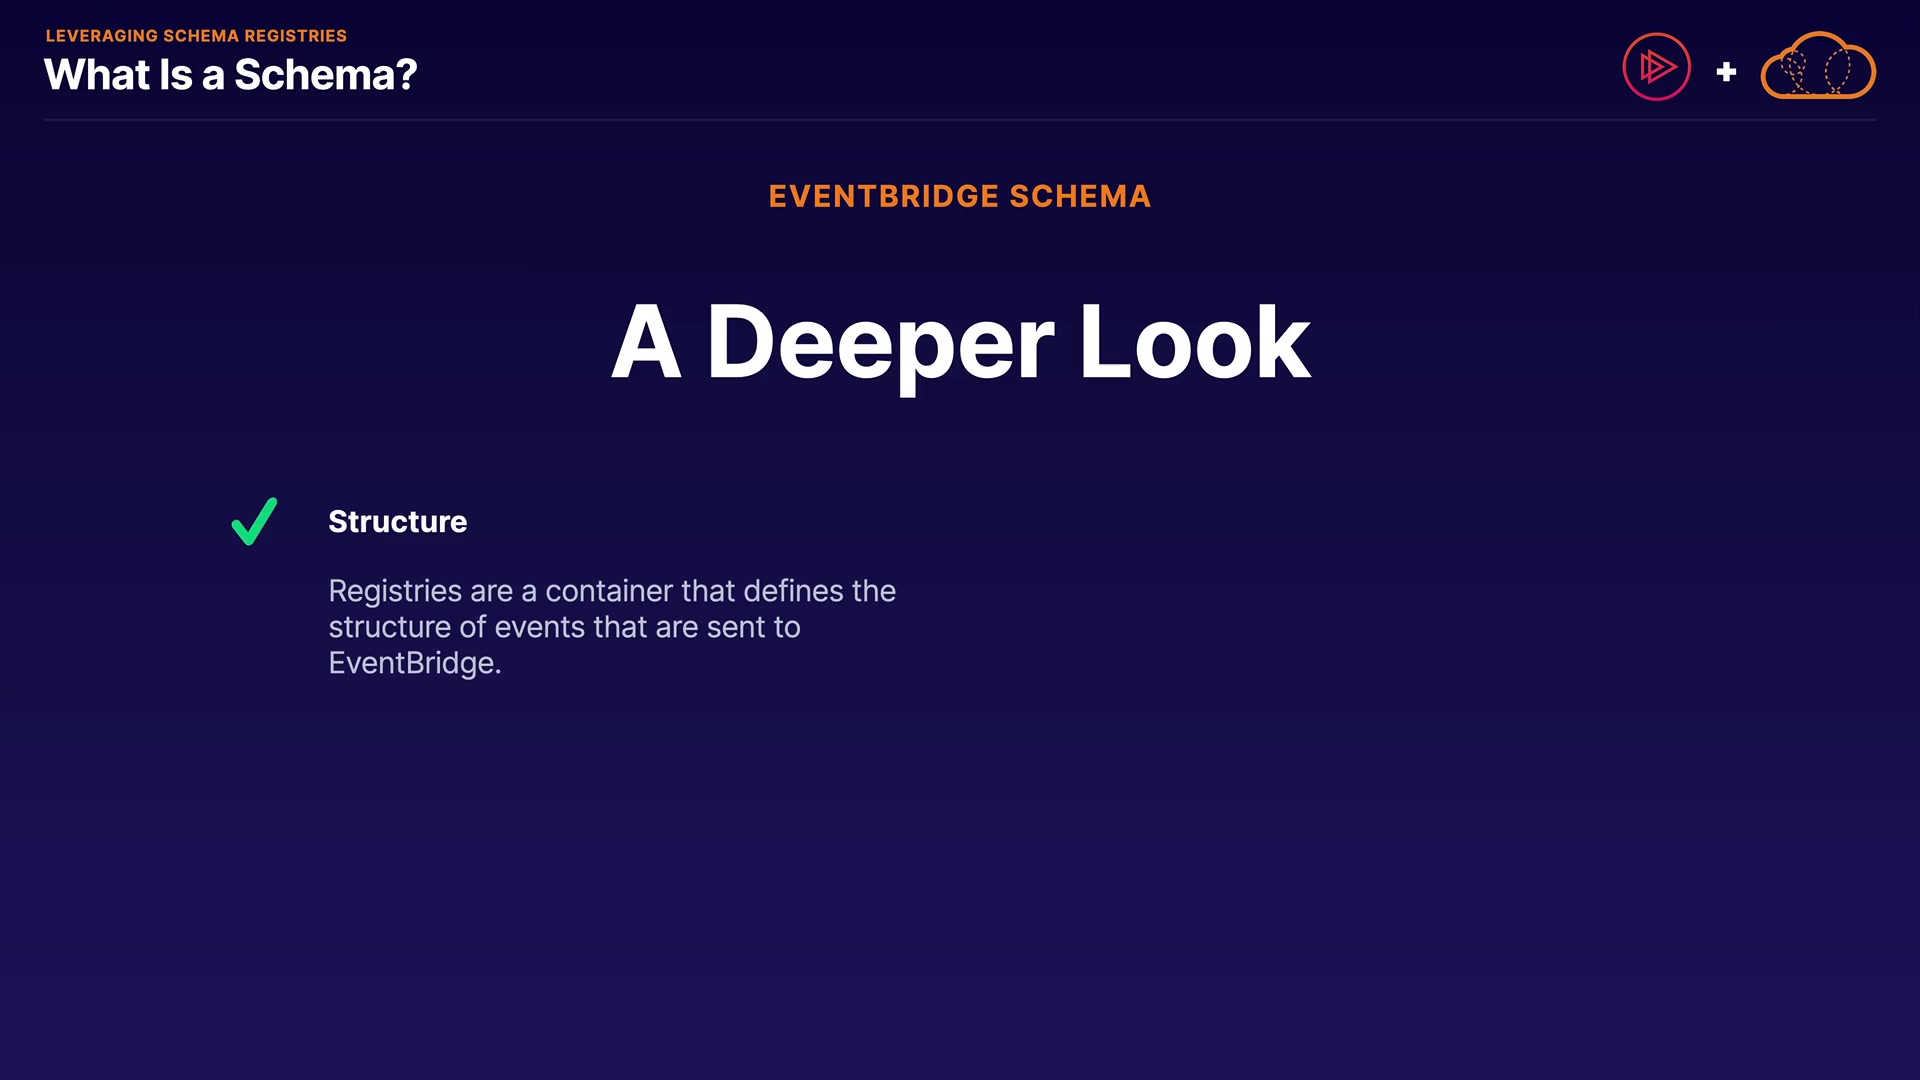 LEVERAGING SCHEMA REGISTRIES
What Is a Schema?
+
EVENTBRIDGE SCHEMA
A Deeper Look
Structure
Registries are a container that defines the
structure of events that are sent to
EventBridge.